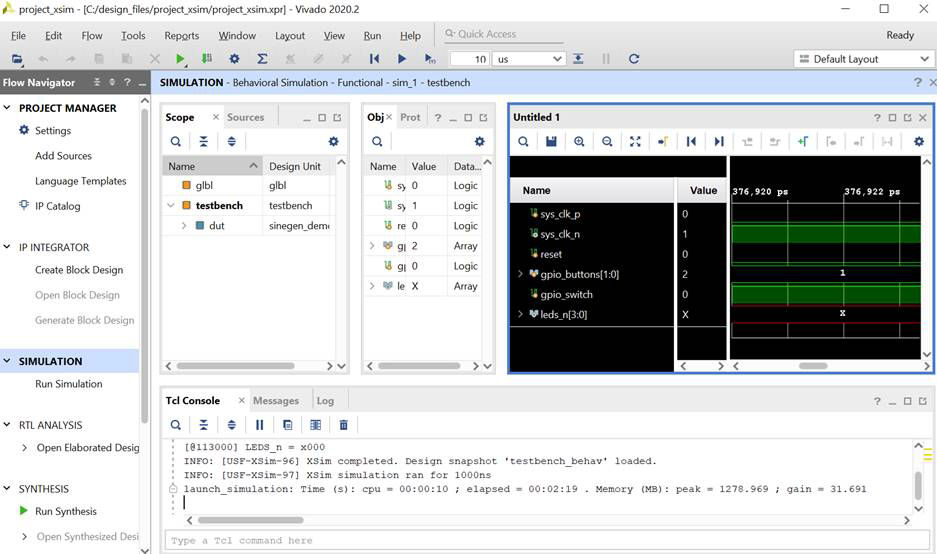 project_xsim - [C:/design_files/project_xsim/project_xsim.xpr] - Vivado 2020.2
File Edit Flow Tools Reports Window Layout View Run Help Quick Access Ready
10 us Default Layout
Flow Navigator
SIMULATION - Behavioral Simulation - Functional - sim_1 - testbench
PROJECT MANAGER
Settings
Add Sources
Language Templates
IP Catalog
IP INTEGRATOR
Create Block Design
Open Block Design
Generate Block Design
SIMULATION
Run Simulation
RTL ANALYSIS
Open Elaborated Desig
SYNTHESIS
Run Synthesis
Open Synthesized Desi
Scope Sources
Name Design Unit
glbl glbl
testbench testbench
dut sinegen_demo
Obj Prot
Name Value Data...
sy 0 Logic
sy 1 Logic
re 0 Logic
gp 2 Array
gp 0 Logic
le X Array
Untitled 1
Name Value
376,920 ps 376,922 ps
sys_clk_p 0
sys_clk_n 1
reset 0
gpio_buttons[1:0] 2 1
gpio_switch 0
leds_n[3:0] X X
Tcl Console Messages Log
[@113000] LEDS_n = x000
INFO: [USF-XSim-96] XSim completed. Design snapshot 'testbench_behav' loaded.
INFO: [USF-XSim-97] XSim simulation ran for 1000ns
launch_simulation: Time (s): cpu = 00:00:10 ; elapsed = 00:02:19 . Memory (MB): peak = 1278.969 ; gain = 31.691
Type a Tcl command here